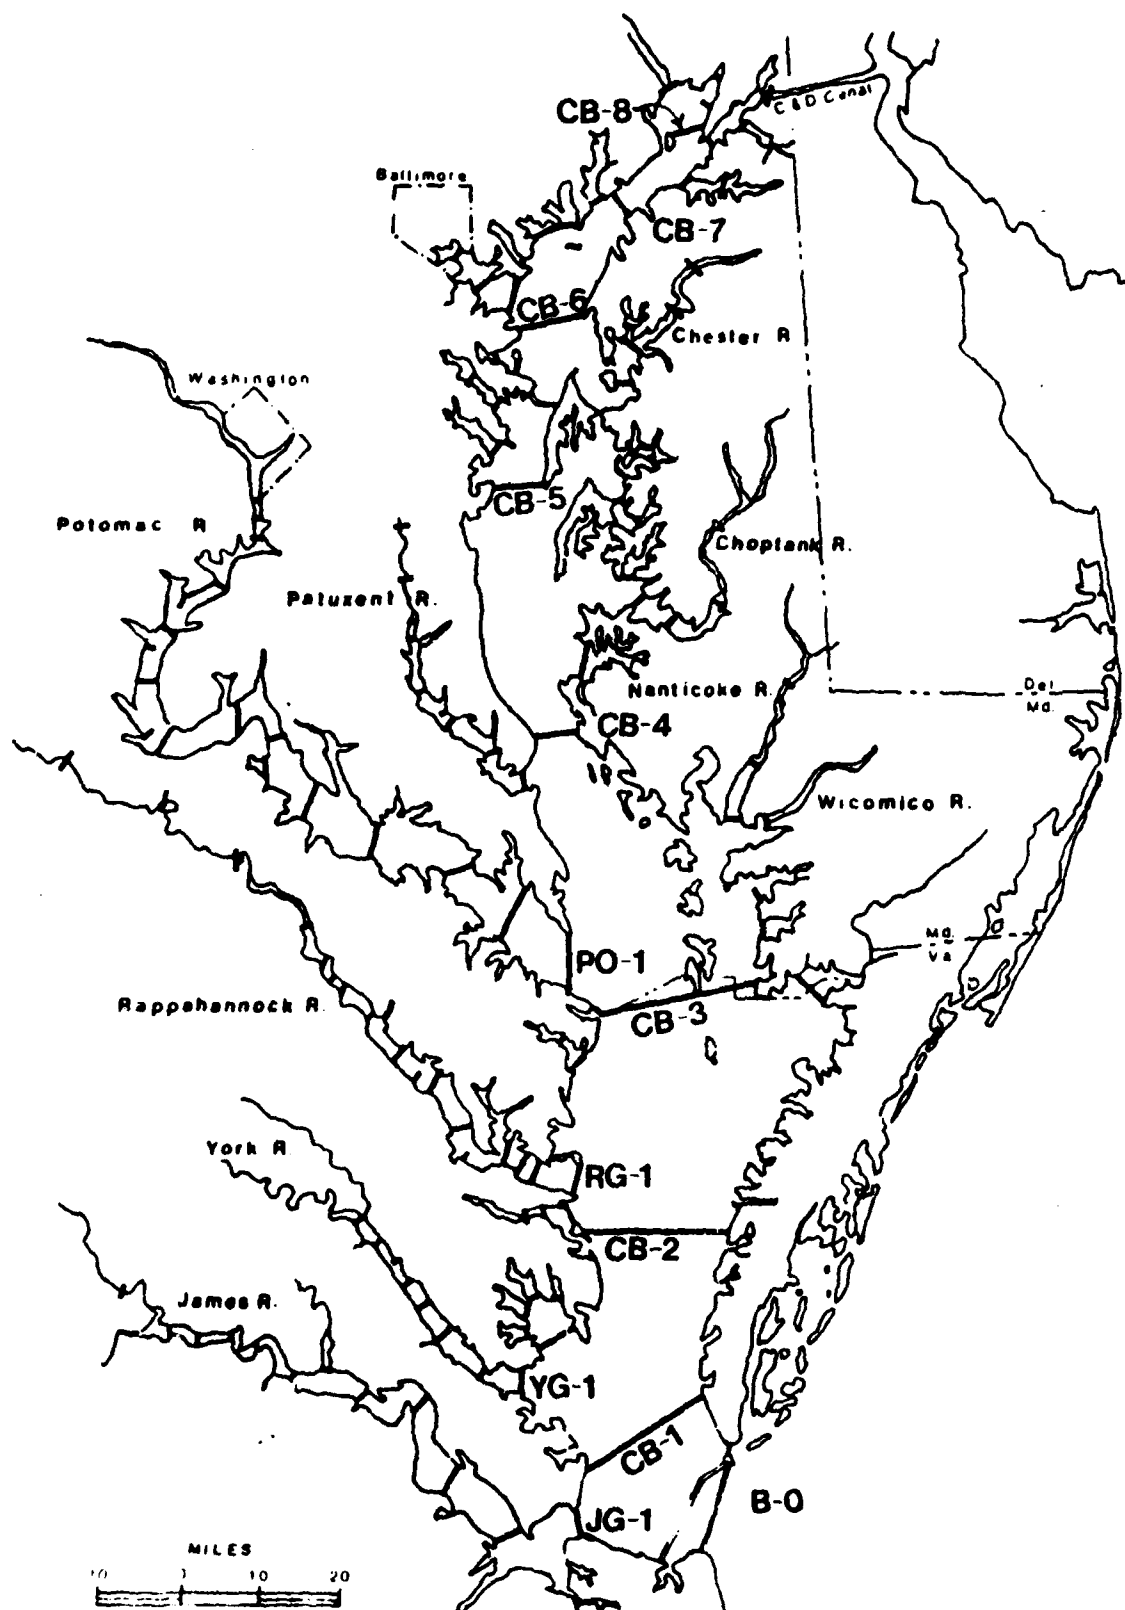 CB-8
C & D Canal
Baltimore
CB-7
CB-6
Chester R
Washington
CB-5
Potomac R
Choptank R.
Patuxent R.
Nanticoke R.
Del
Md.
CB-4
Wicomico R.
Md.
VA
PO-1
Rappahannock R.
CB-3
York R
RG-1
CB-2
James R.
YG-1
CB-1
B-0
JG-1
MILES
10 10 20